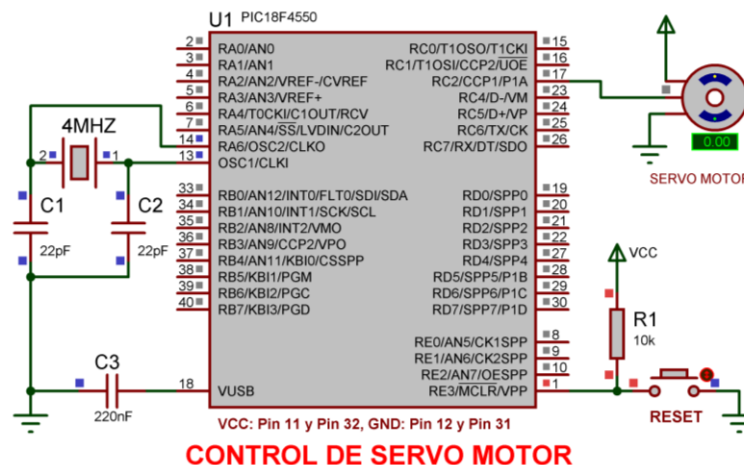 U1 PIC18F4550
2 RA0/AN0 RC0/T1OSO/T1CKI 15
3 RA1/AN1 RC1/T1OSI/CCP2/UOE 16
4 RA2/AN2/VREF-/CVREF RC2/CCP1/P1A 17
5 RA3/AN3/VREF+ RC4/D-/VM 23
6 RA4/T0CKI/C1OUT/RCV RC5/D+/VP 24
7 RA5/AN4/SS/LVDIN/C2OUT RC6/TX/CK 25
14 RA6/OSC2/CLKO RC7/RX/DT/SDO 26
13 OSC1/CLKI
4MHZ
2 1
0.00
SERVO MOTOR
33 RB0/AN12/INT0/FLT0/SDI/SDA RD0/SPP0 19
34 RB1/AN10/INT1/SCK/SCL RD1/SPP1 20
35 RB2/AN8/INT2/VMO RD2/SPP2 21
36 RB3/AN9/CCP2/VPO RD3/SPP3 22
37 RB4/AN11/KBI0/CSSPP RD4/SPP4 27
38 RB5/KBI1/PGM RD5/SPP5/P1B 28
39 RB6/KBI2/PGC RD6/SPP6/P1C 29
40 RB7/KBI3/PGD RD7/SPP7/P1D 30
C1 C2
22pF 22pF
VCC
RE0/AN5/CK1SPP 8
RE1/AN6/CK2SPP 9
RE2/AN7/OESPP 10
18 VUSB RE3/MCLR/VPP 1
R1
10k
C3
220nF
RESET
VCC: Pin 11 y Pin 32, GND: Pin 12 y Pin 31
CONTROL DE SERVO MOTOR